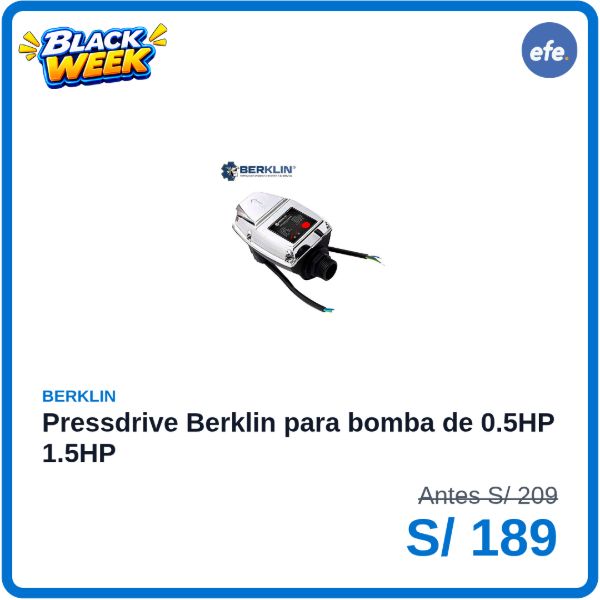 BLACK
WEEK
efe.
BERKLIN®
BERKLIN
Pressdrive Berklin para bomba de 0.5HP
1.5HP
Antes S/ 209
S/ 189